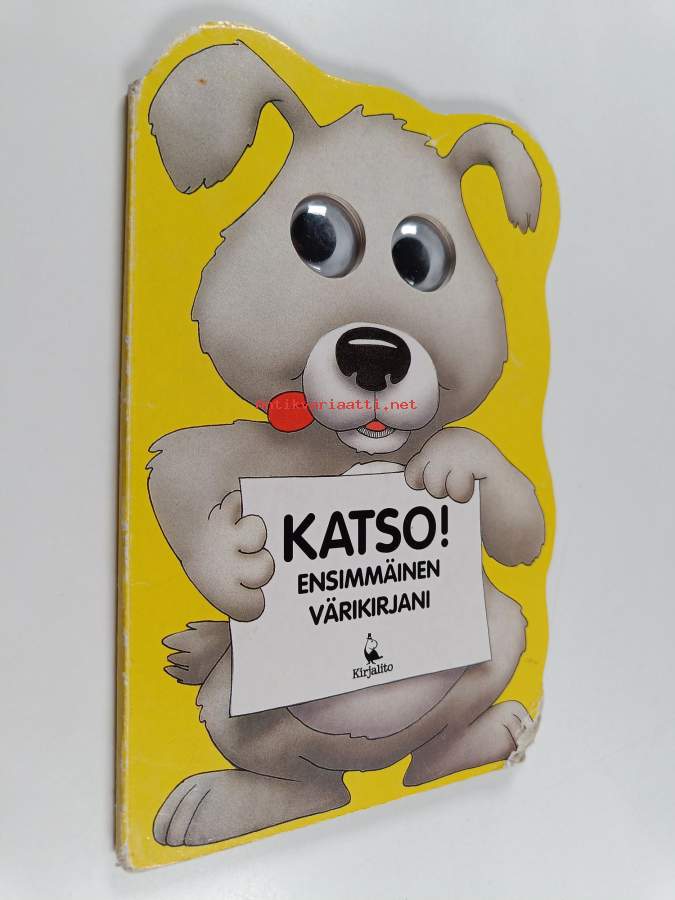 antikvariaatti.net
KATSO!
ENSIMMÄINEN
VÄRIKIRJANI
Kirjalito